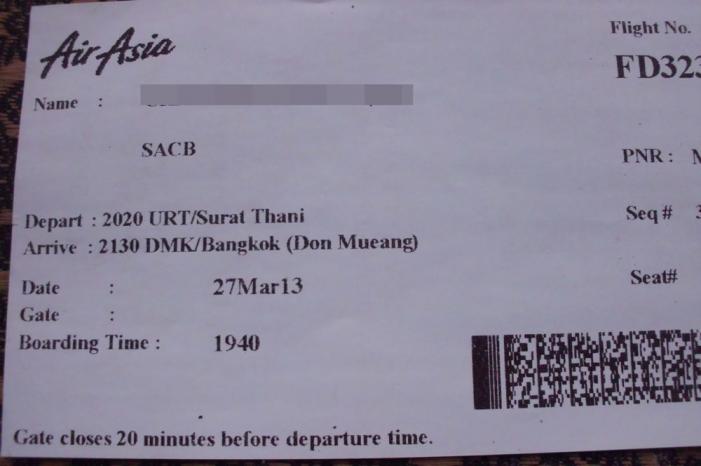 AirAsia
Flight No.
FD323
Name :
SACB
PNR : M
Depart : 2020 URT/Surat Thani
Seq # 3
Arrive : 2130 DMK/Bangkok (Don Mueang)
Date : 27Mar13
Seat#
Gate :
Boarding Time : 1940
Gate closes 20 minutes before departure time.